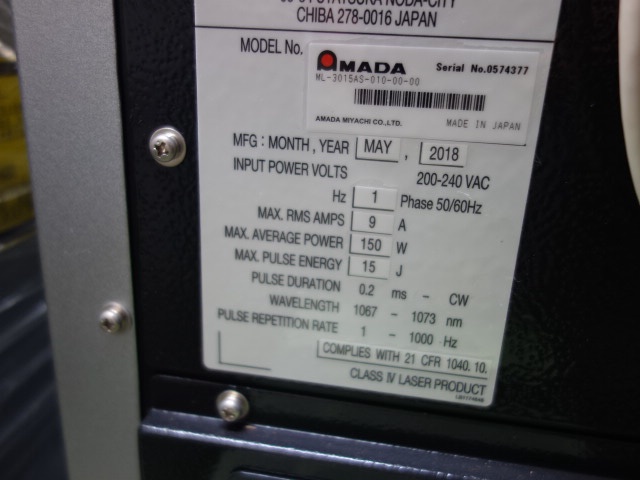 NODA-CITY
CHIBA 278-0016 JAPAN
MODEL No.
AMADA Serial No.0574377
ML-3015AS-010-00-00
AMADA MIYACHI CO.,LTD. MADE IN JAPAN
MFG : MONTH , YEAR MAY , 2018
INPUT POWER VOLTS 200-240 VAC
Hz 1 Phase 50/60Hz
MAX. RMS AMPS 9 A
MAX. AVERAGE POWER 150 W
MAX. PULSE ENERGY 15 J
PULSE DURATION 0.2 ms - CW
WAVELENGTH 1067 - 1073 nm
PULSE REPETITION RATE 1 - 1000 Hz
COMPLIES WITH 21 CFR 1040.10.
CLASS IV LASER PRODUCT